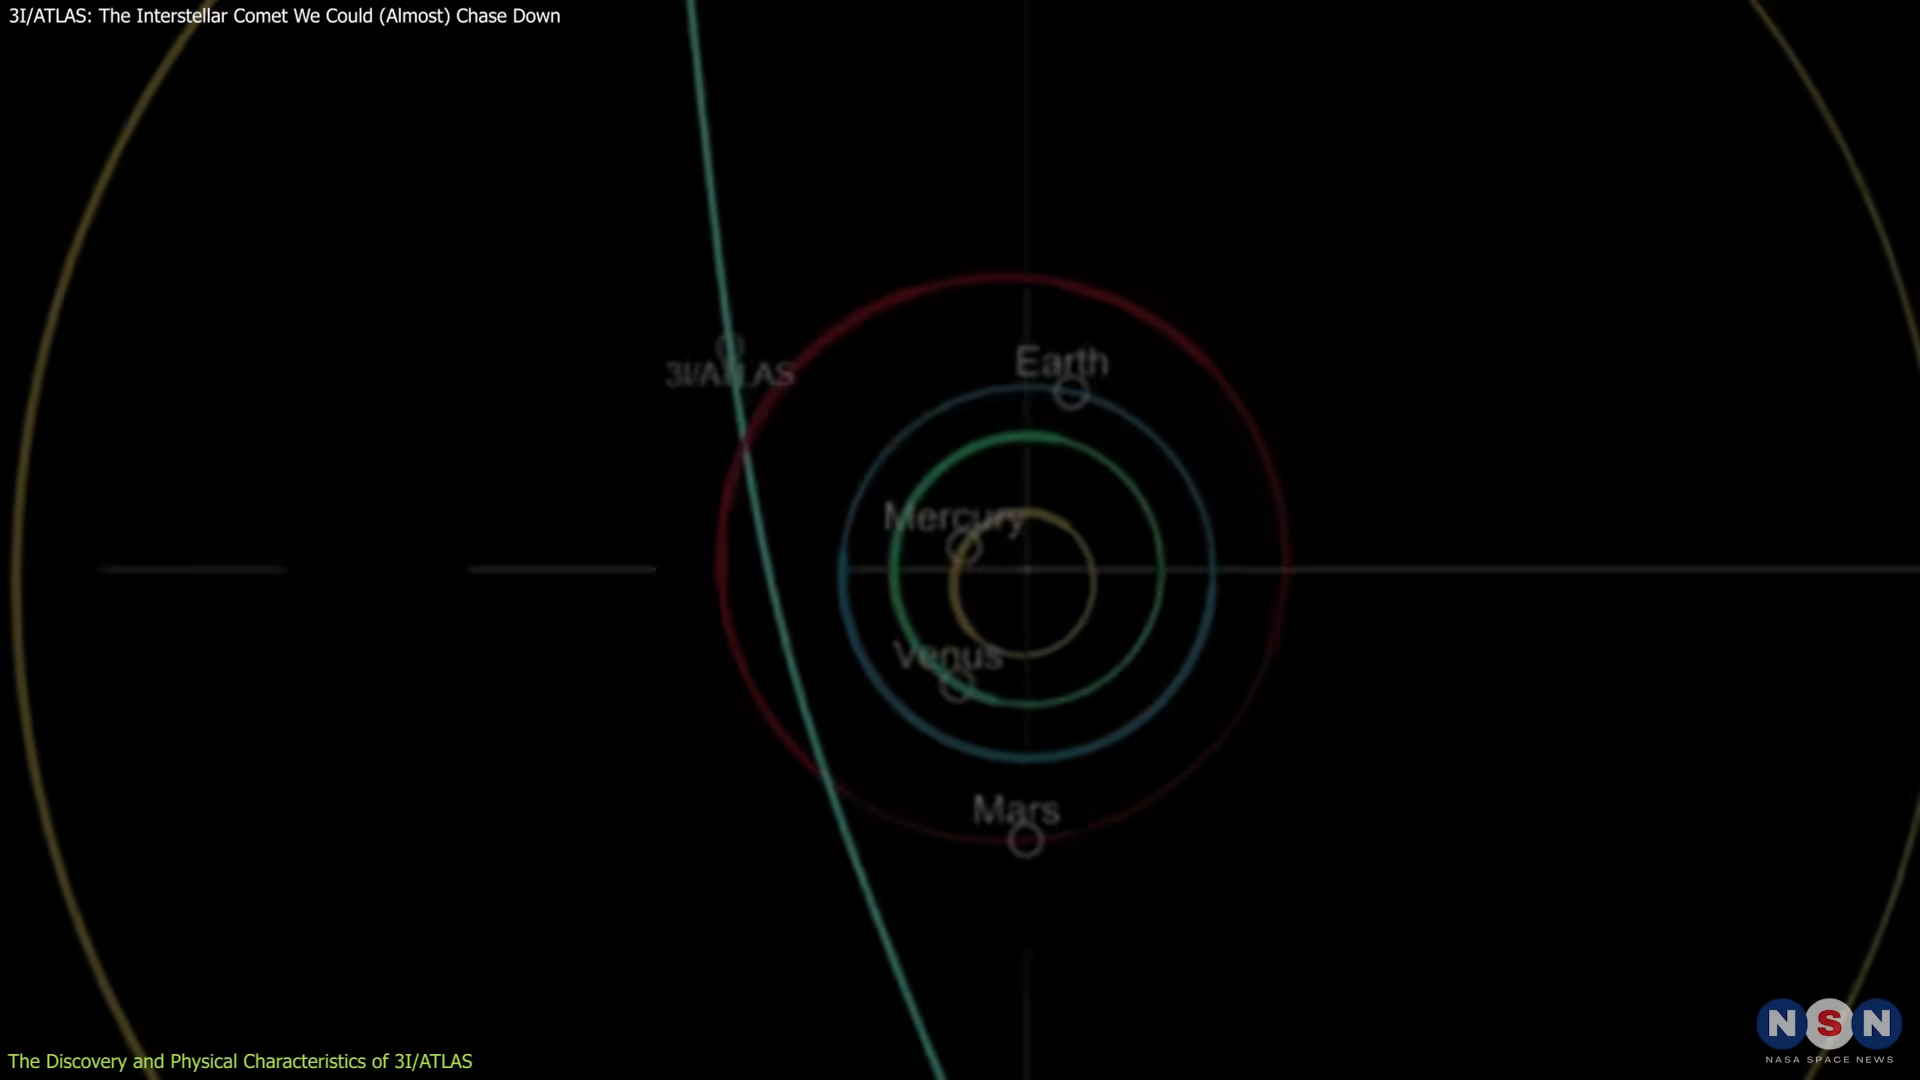 3I/ATLAS: The Interstellar Comet We Could (Almost) Chase Down
Earth
3I/ATLAS
Mercury
Venus
Mars
NSN
NASA SPACE NEWS
The Discovery and Physical Characteristics of 3I/ATLAS